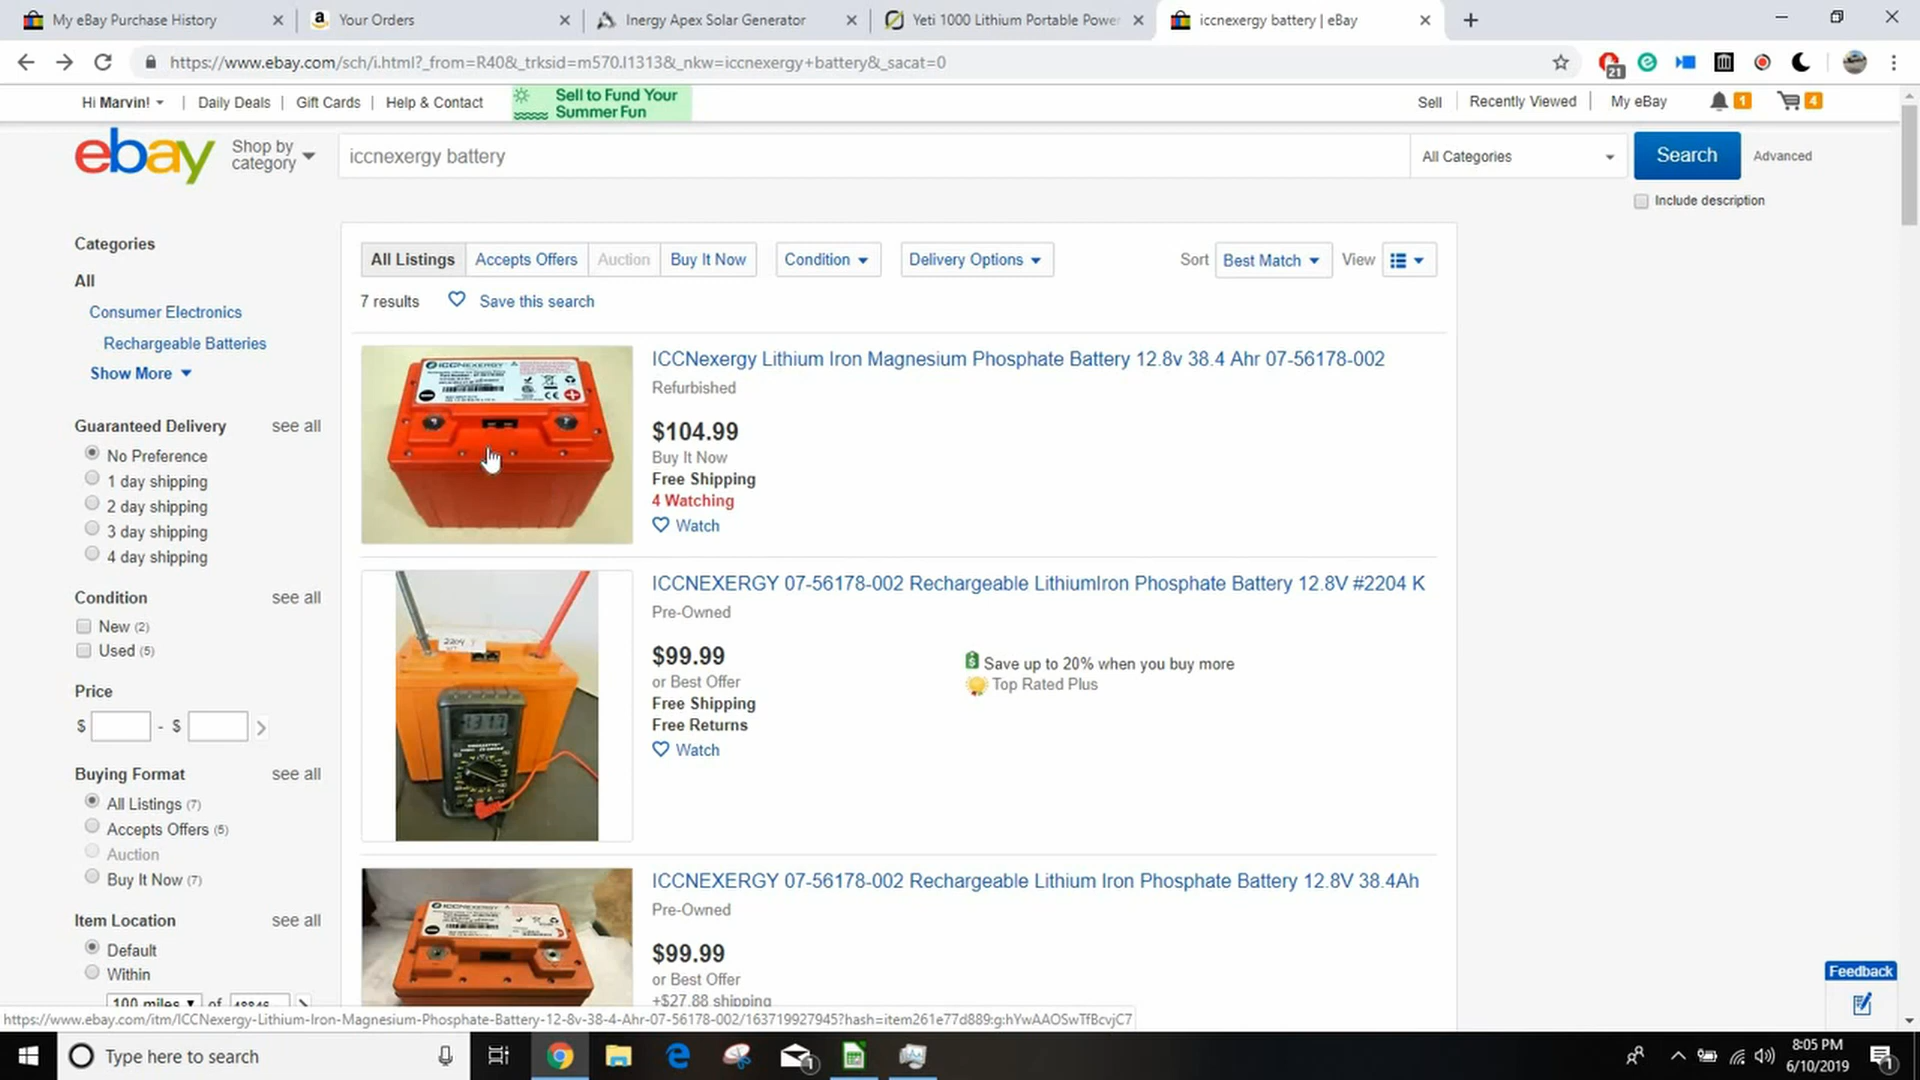 My eBay Purchase History
Your Orders
Inergy Apex Solar Generator
Yeti 1000 Lithium Portable Power
iccnexergy battery | eBay
https://www.ebay.com/sch/i.html?_from=R40&_trksid=m570.l1313&_nkw=iccnexergy+battery&_sacat=0
21
Hi Marvin!
Daily Deals
Gift Cards
Help & Contact
Sell to Fund Your
Summer Fun
Sell
Recently Viewed
My eBay
1
4
ebay
Shop by
category
iccnexergy battery
All Categories
Search
Advanced
Include description
Categories
All
Consumer Electronics
Rechargeable Batteries
Show More
Guaranteed Delivery see all
No Preference
1 day shipping
2 day shipping
3 day shipping
4 day shipping
Condition see all
New (2)
Used (5)
Price
$ - $
Buying Format see all
All Listings (7)
Accepts Offers (5)
Auction
Buy It Now (7)
Item Location see all
Default
Within
100 miles of 48846
All Listings
Accepts Offers
Auction
Buy It Now
Condition
Delivery Options
Sort
Best Match
View
7 results
Save this search
ICCNEXERGY
ICCNexergy Lithium Iron Magnesium Phosphate Battery 12.8v 38.4 Ahr 07-56178-002
Refurbished
$104.99
Buy It Now
Free Shipping
4 Watching
Watch
ICCNEXERGY 07-56178-002 Rechargeable LithiumIron Phosphate Battery 12.8V #2204 K
Pre-Owned
$99.99
or Best Offer
Free Shipping
Free Returns
Watch
Save up to 20% when you buy more
Top Rated Plus
ICCNEXERGY
ICCNEXERGY 07-56178-002 Rechargeable Lithium Iron Phosphate Battery 12.8V 38.4Ah
Pre-Owned
$99.99
or Best Offer
+$27.88 shipping
Feedback
https://www.ebay.com/itm/ICCNexergy-Lithium-Iron-Magnesium-Phosphate-Battery-12-8v-38-4-Ahr-07-56178-002/163719927945?hash=item261e77d889:g:hYwAAOSwTfBcvjC7
Type here to search
1
8:05 PM
6/10/2019
1